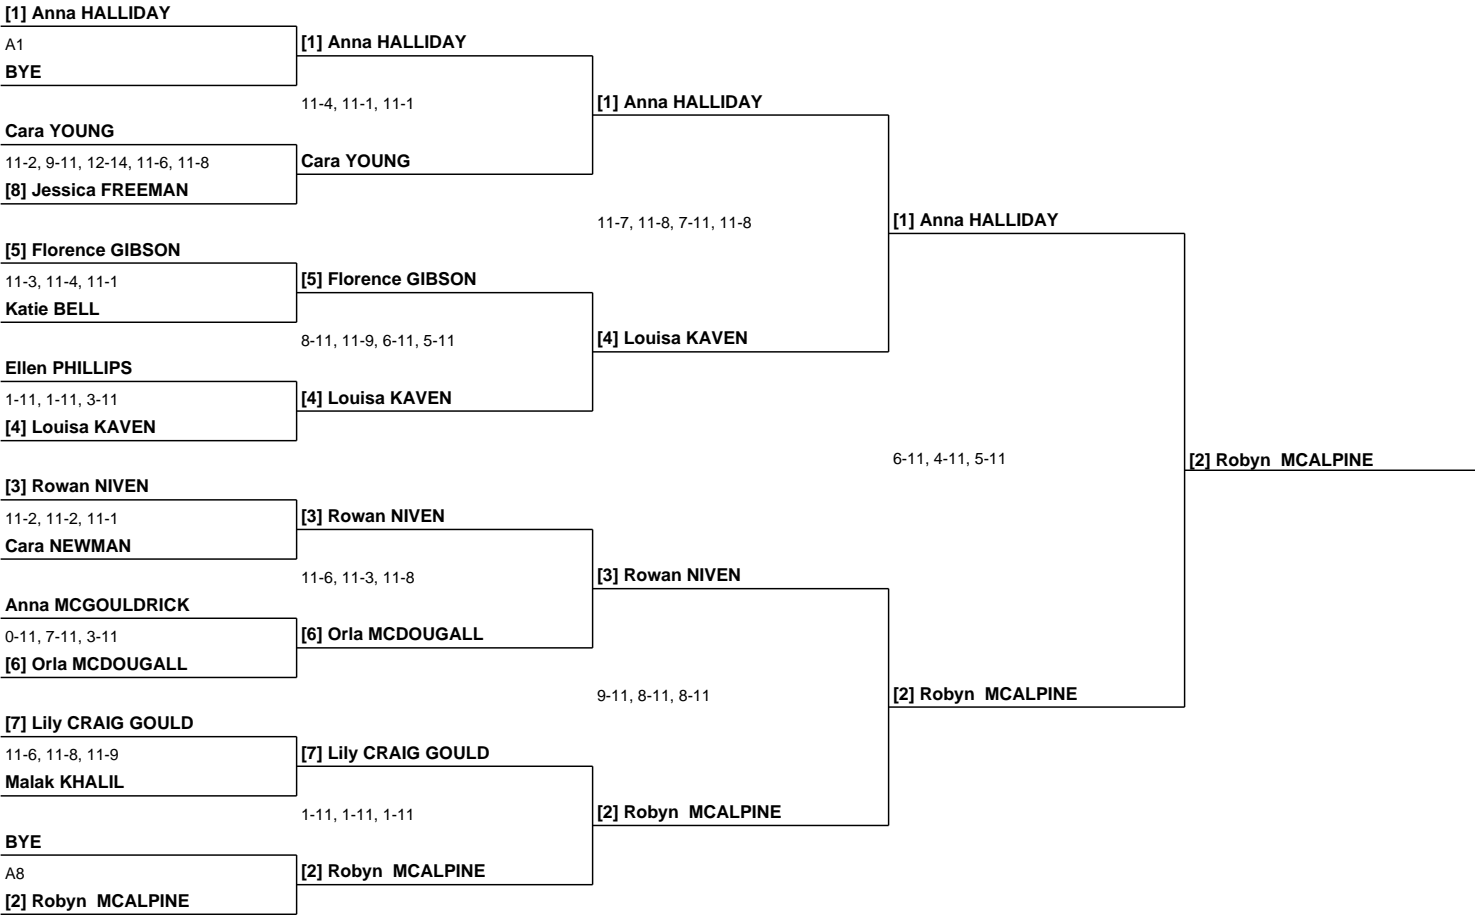 [1] Anna HALLIDAY
A1
BYE
Cara YOUNG
11-2, 9-11, 12-14, 11-6, 11-8
[8] Jessica FREEMAN
[5] Florence GIBSON
11-3, 11-4, 11-1
Katie BELL
Ellen PHILLIPS
1-11, 1-11, 3-11
[4] Louisa KAVEN
[3] Rowan NIVEN
11-2, 11-2, 11-1
Cara NEWMAN
Anna MCGOULDRICK
0-11, 7-11, 3-11
[6] Orla MCDOUGALL
[7] Lily CRAIG GOULD
11-6, 11-8, 11-9
Malak KHALIL
BYE
A8
[2] Robyn MCALPINE
[1] Anna HALLIDAY
11-4, 11-1, 11-1
Cara YOUNG
[5] Florence GIBSON
8-11, 11-9, 6-11, 5-11
[4] Louisa KAVEN
[3] Rowan NIVEN
11-6, 11-3, 11-8
[6] Orla MCDOUGALL
[7] Lily CRAIG GOULD
1-11, 1-11, 1-11
[2] Robyn MCALPINE
[1] Anna HALLIDAY
11-7, 11-8, 7-11, 11-8
[4] Louisa KAVEN
[3] Rowan NIVEN
9-11, 8-11, 8-11
[2] Robyn MCALPINE
[1] Anna HALLIDAY
6-11, 4-11, 5-11
[2] Robyn MCALPINE
[2] Robyn MCALPINE